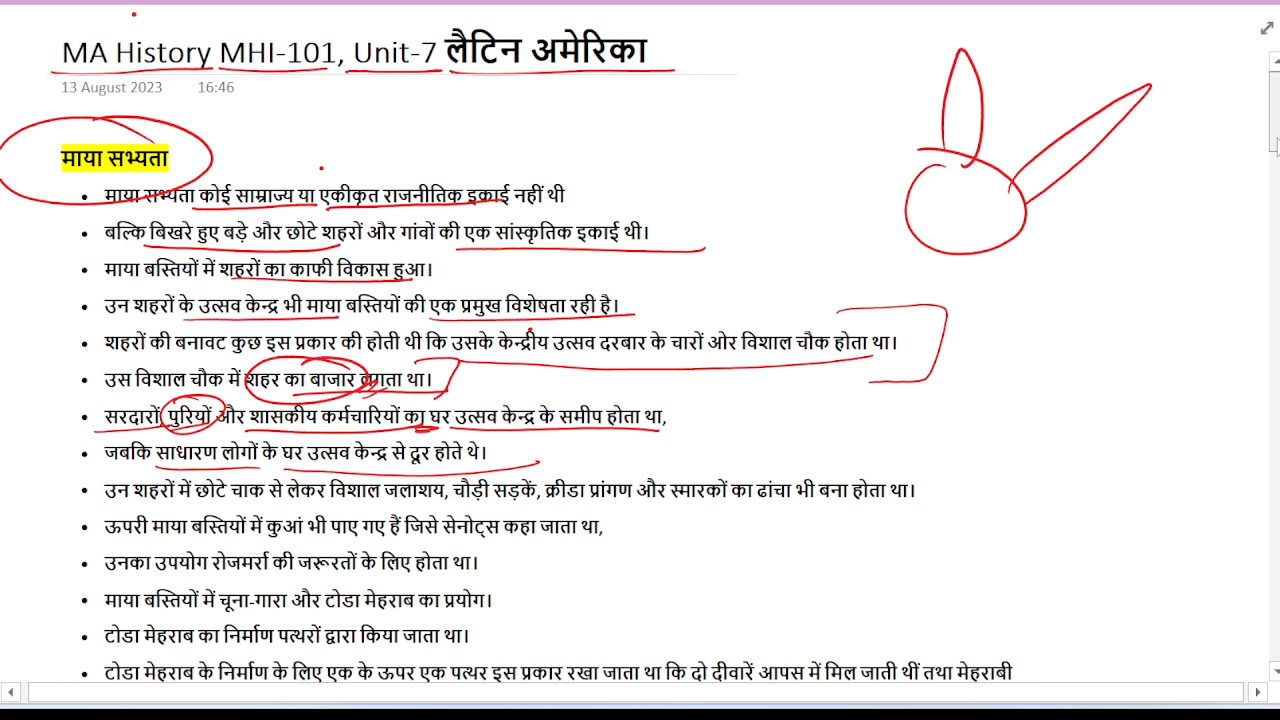 MA History MHI-101, Unit-7 लैटिन अमेरिका
13 August 2023 16:46
माया सभ्यता
• माया सभ्यता कोई साम्राज्य या एकीकृत राजनीतिक इकाई नहीं थी
• बल्कि बिखरे हुए बड़े और छोटे शहरों और गांवों की एक सांस्कृतिक इकाई थी।
• माया बस्तियों में शहरों का काफी विकास हुआ।
• उन शहरों के उत्सव केन्द्र भी माया बस्तियों की एक प्रमुख विशेषता रही है।
• शहरों की बनावट कुछ इस प्रकार की होती थी कि उसके केन्द्रीय उत्सव दरबार के चारों ओर विशाल चौक होता था।
• उस विशाल चौक में शहर का बाजार लगता था।
• सरदारों, पुरियों और शासकीय कर्मचारियों का घर उत्सव केन्द्र के समीप होता था,
• जबकि साधारण लोगों के घर उत्सव केन्द्र से दूर होते थे।
• उन शहरों में छोटे चाक से लेकर विशाल जलाशय, चौड़ी सड़कें, क्रीडा प्रांगण और स्मारकों का ढांचा भी बना होता था।
• ऊपरी माया बस्तियों में कुआं भी पाए गए हैं जिसे सेनोट्स कहा जाता था,
• उनका उपयोग रोजमर्रा की जरूरतों के लिए होता था।
• माया बस्तियों में चूना-गारा और टोडा मेहराब का प्रयोग।
• टोडा मेहराब का निर्माण पत्थरों द्वारा किया जाता था।
• टोडा मेहराब के निर्माण के लिए एक के ऊपर एक पत्थर इस प्रकार रखा जाता था कि दो दीवारें आपस में मिल जाती थीं तथा मेहराबी